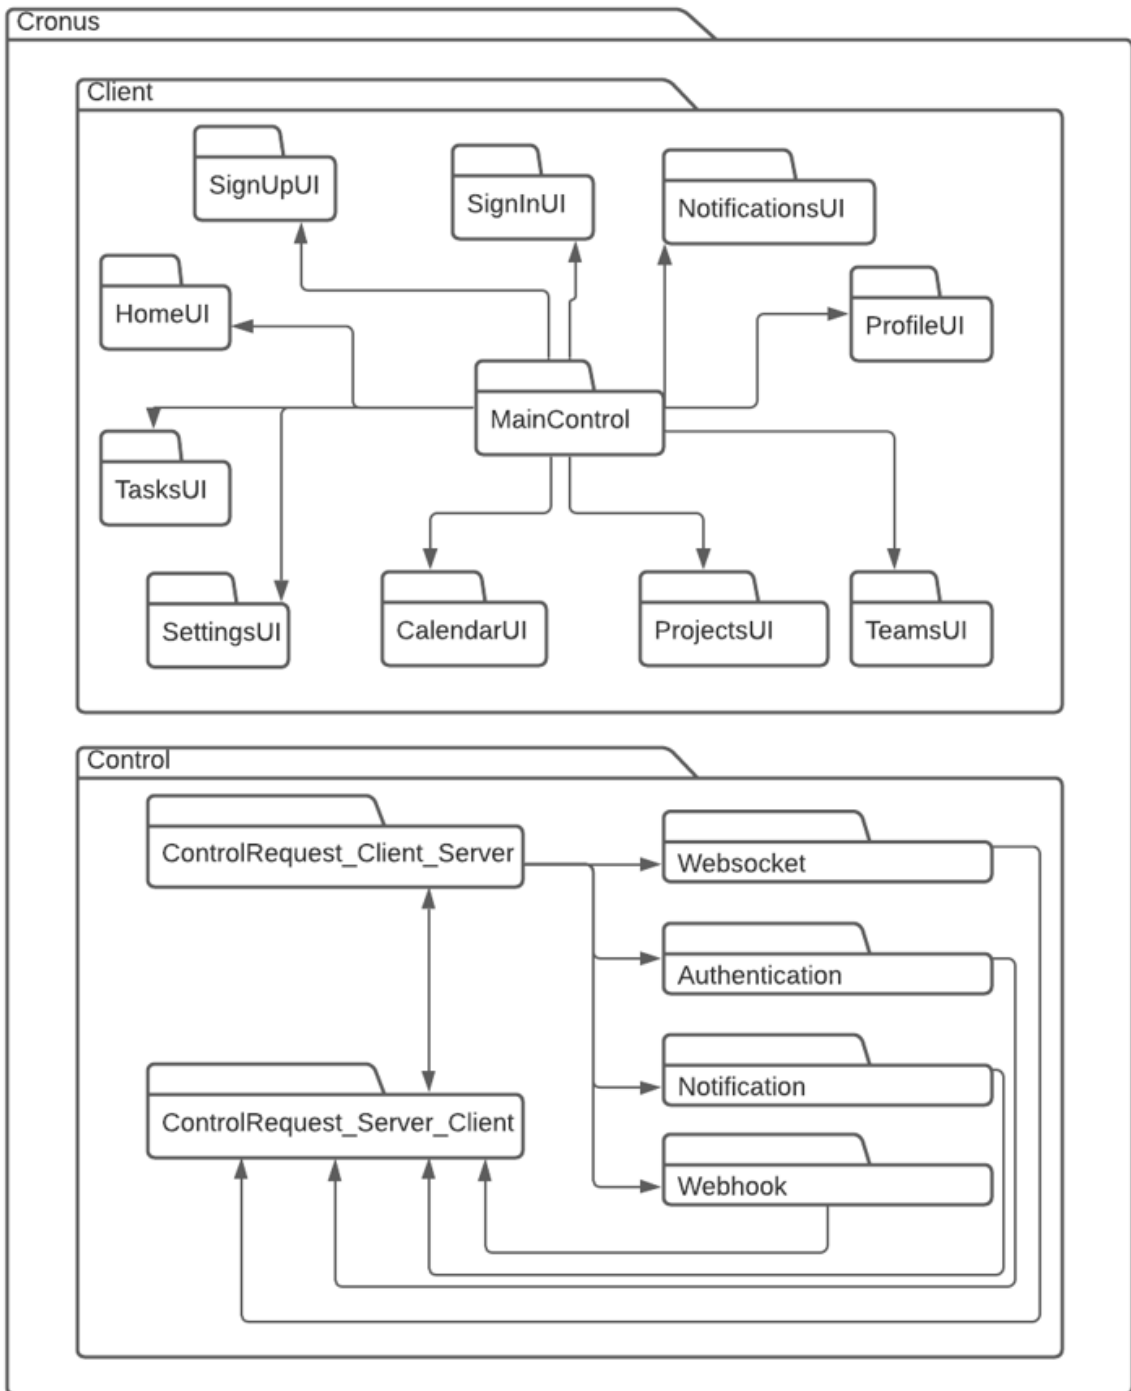 Cronus
Client
SignUpUI
SignInUI
NotificationsUI
HomeUI
ProfileUI
MainControl
TasksUI
SettingsUI
CalendarUI
ProjectsUI
TeamsUI
Control
ControlRequest_Client_Server
Websocket
Authentication
Notification
ControlRequest_Server_Client
Webhook